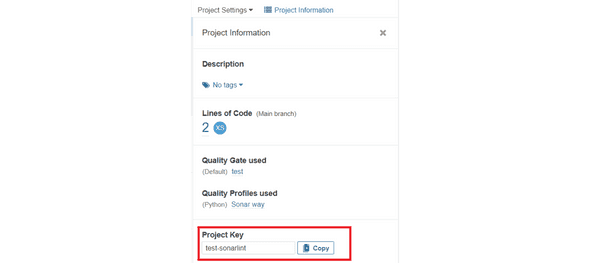 Project Settings Project Information
Project Information
Description
No tags
Lines of Code (Main branch)
2 XS
Quality Gate used
(Default) test
Quality Profiles used
(Python) Sonar way
Project Key
test-sonarlint Copy